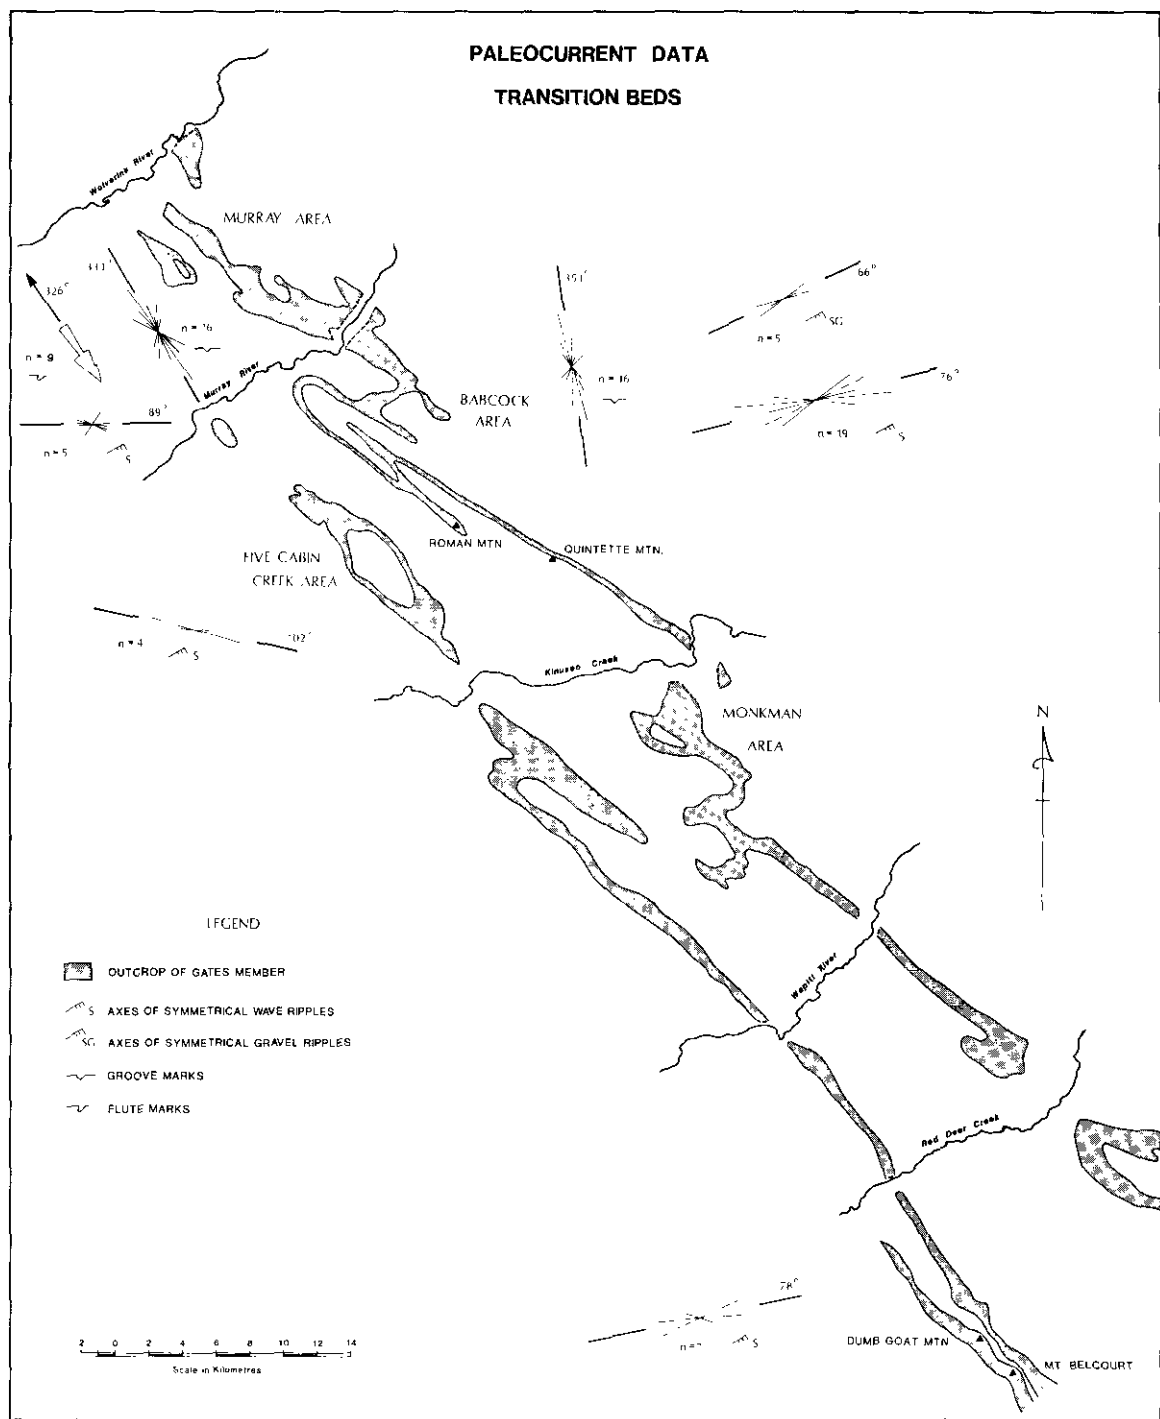 PALEOCURRENT DATA
TRANSITION BEDS
Wolverine River
MURRAY AREA
326°
n = 16
n = 9
Murray River
89°
n = 5
S
n = 16
66°
SG
n = 5
76°
n = 19
S
BABCOCK
AREA
ROMAN MTN
QUINTETTE MTN.
FIVE CABIN
CREEK AREA
n = 4
S
Kinuseo Creek
MONKMAN
AREA
N
Wapiti River
Red Deer Creek
LEGEND
OUTCROP OF GATES MEMBER
S AXES OF SYMMETRICAL WAVE RIPPLES
SG AXES OF SYMMETRICAL GRAVEL RIPPLES
GROOVE MARKS
FLUTE MARKS
78°
S
DUMB GOAT MTN
MT BELCOURT
2 0 2 4 6 8 10 12 14
Scale in Kilometres